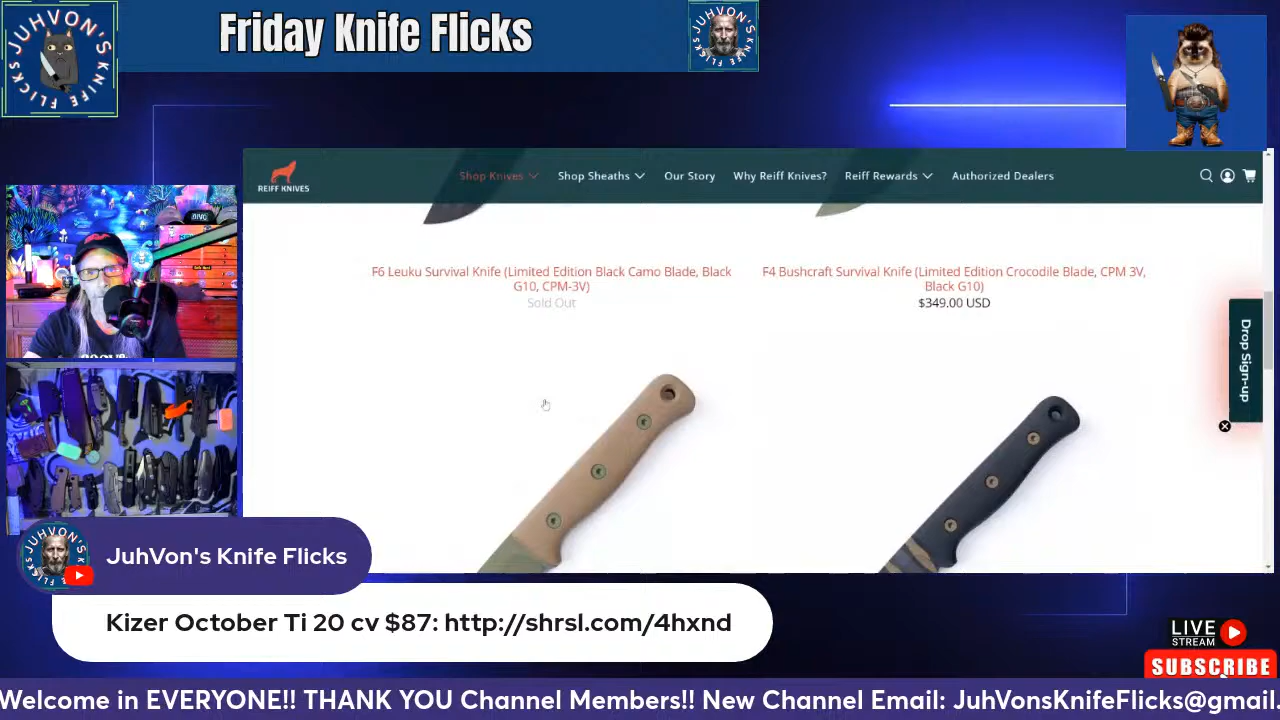 JUHVON'S KNIFE FLICKS
Friday Knife Flicks
REIFF KNIVES
Shop Knives
Shop Sheaths
Our Story
Why Reiff Knives?
Reiff Rewards
Authorized Dealers
F6 Leuku Survival Knife (Limited Edition Black Camo Blade, Black
G10, CPM-3V)
Sold Out
F4 Bushcraft Survival Knife (Limited Edition Crocodile Blade, CPM 3V,
Black G10)
$349.00 USD
Drop Sign-up
JuhVon's Knife Flicks
Kizer October Ti 20 cv $87: http://shrsl.com/4hxnd
LIVE
STREAM
SUBSCRIBE
Welcome in EVERYONE!! THANK YOU Channel Members!! New Channel Email: JuhVonsKnifeFlicks@gmail.